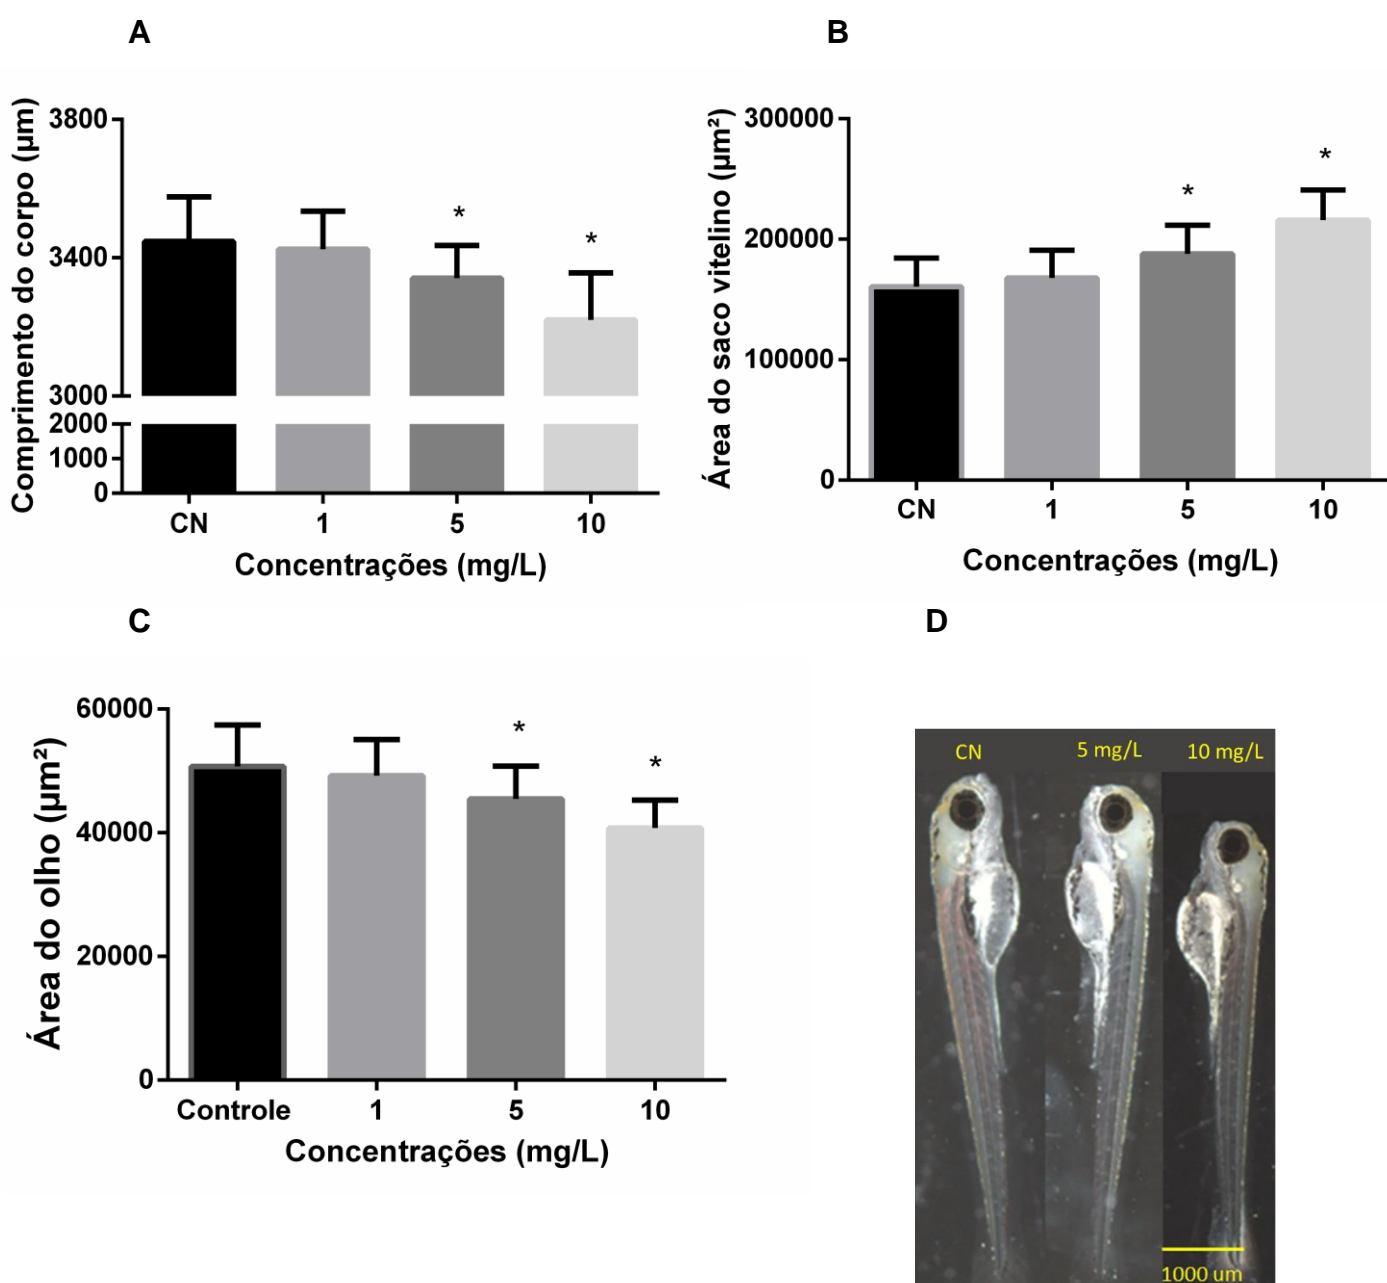 A
Comprimento do corpo (µm)
3800
3400
3000
2000
1000
0
*
*
CN
1
5
10
Concentrações (mg/L)
B
Área do saco vitelino (µm²)
300000
200000
100000
0
*
*
CN
1
5
10
Concentrações (mg/L)
C
Área do olho (µm²)
60000
40000
20000
0
*
*
Controle
1
5
10
Concentrações (mg/L)
D
CN
5 mg/L
10 mg/L
1000 um